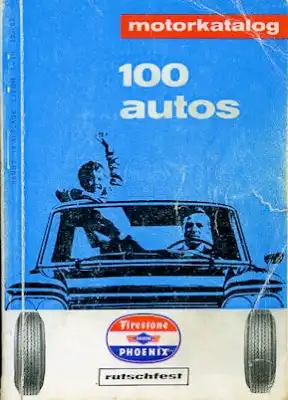 motorkatalog
100
autos
Firestone
PHOENIX
rutschfest